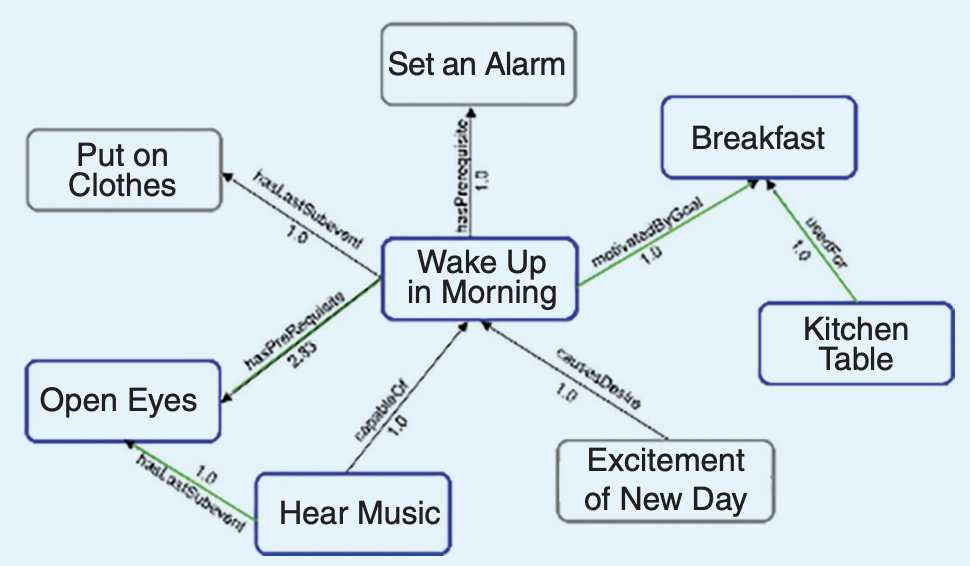 Set an Alarm
Breakfast
Put on
Clothes
hasPrerequisite
1.0
hasLastSubevent
1.0
motivatedByGoal
1.0
usedFor
1.0
Wake Up
in Morning
Kitchen
Table
hasPreRequisite
2.83
Open Eyes
capableOf
1.0
causesDesire
1.0
1.0
hasLastSubevent
Hear Music
Excitement
of New Day